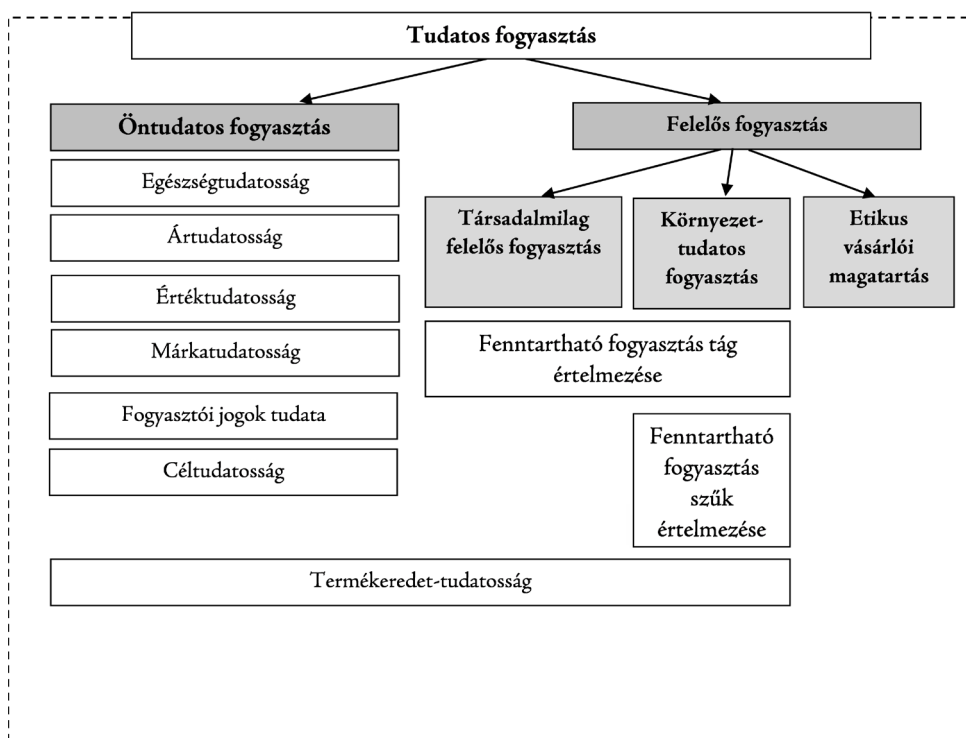 Tudatos fogyasztás
Öntudatos fogyasztás
Felelős fogyasztás
Egészségtudatosság
Ártudatosság
Értéktudatosság
Márkatudatosság
Fogyasztói jogok tudata
Céltudatosság
Társadalmilag
felelős fogyasztás
Környezet-
tudatos
fogyasztás
Etikus
vásárlói
magatartás
Fenntartható fogyasztás tág
értelmezése
Fenntartható
fogyasztás
szűk
értelmezése
Termékeredet-tudatosság